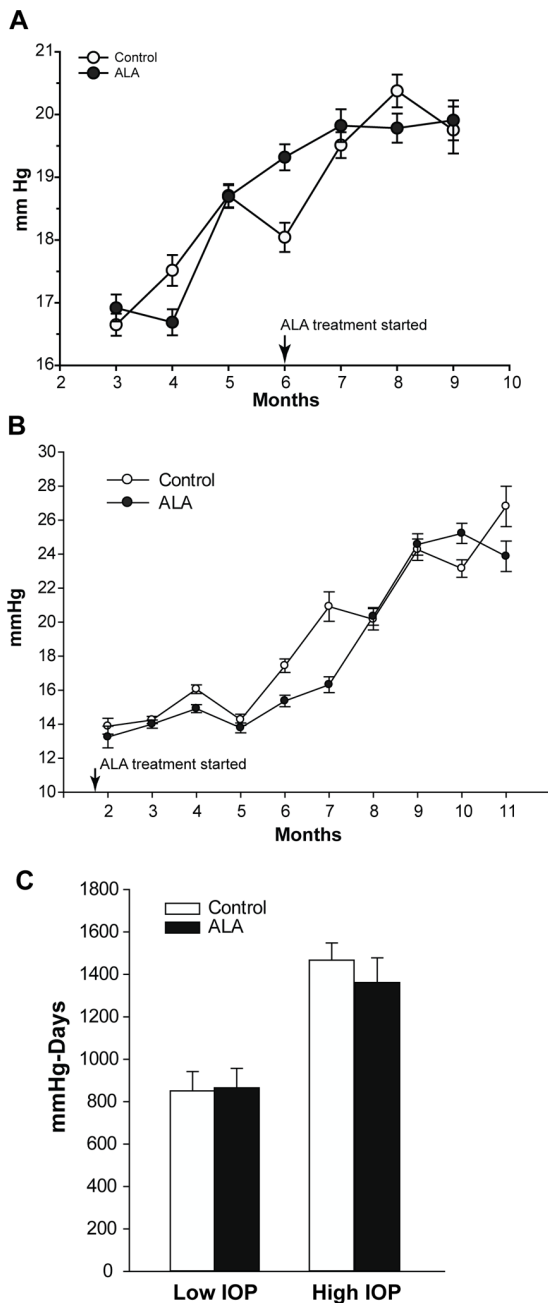 A
Control
ALA
21
20
19
18
17
16
mm Hg
ALA treatment started
2 3 4 5 6 7 8 9 10
Months
B
Control
ALA
30
28
26
24
22
20
18
16
14
12
10
mmHg
ALA treatment started
2 3 4 5 6 7 8 9 10 11
Months
C
Control
ALA
1800
1600
1400
1200
1000
800
600
400
200
0
mmHg-Days
Low IOP High IOP